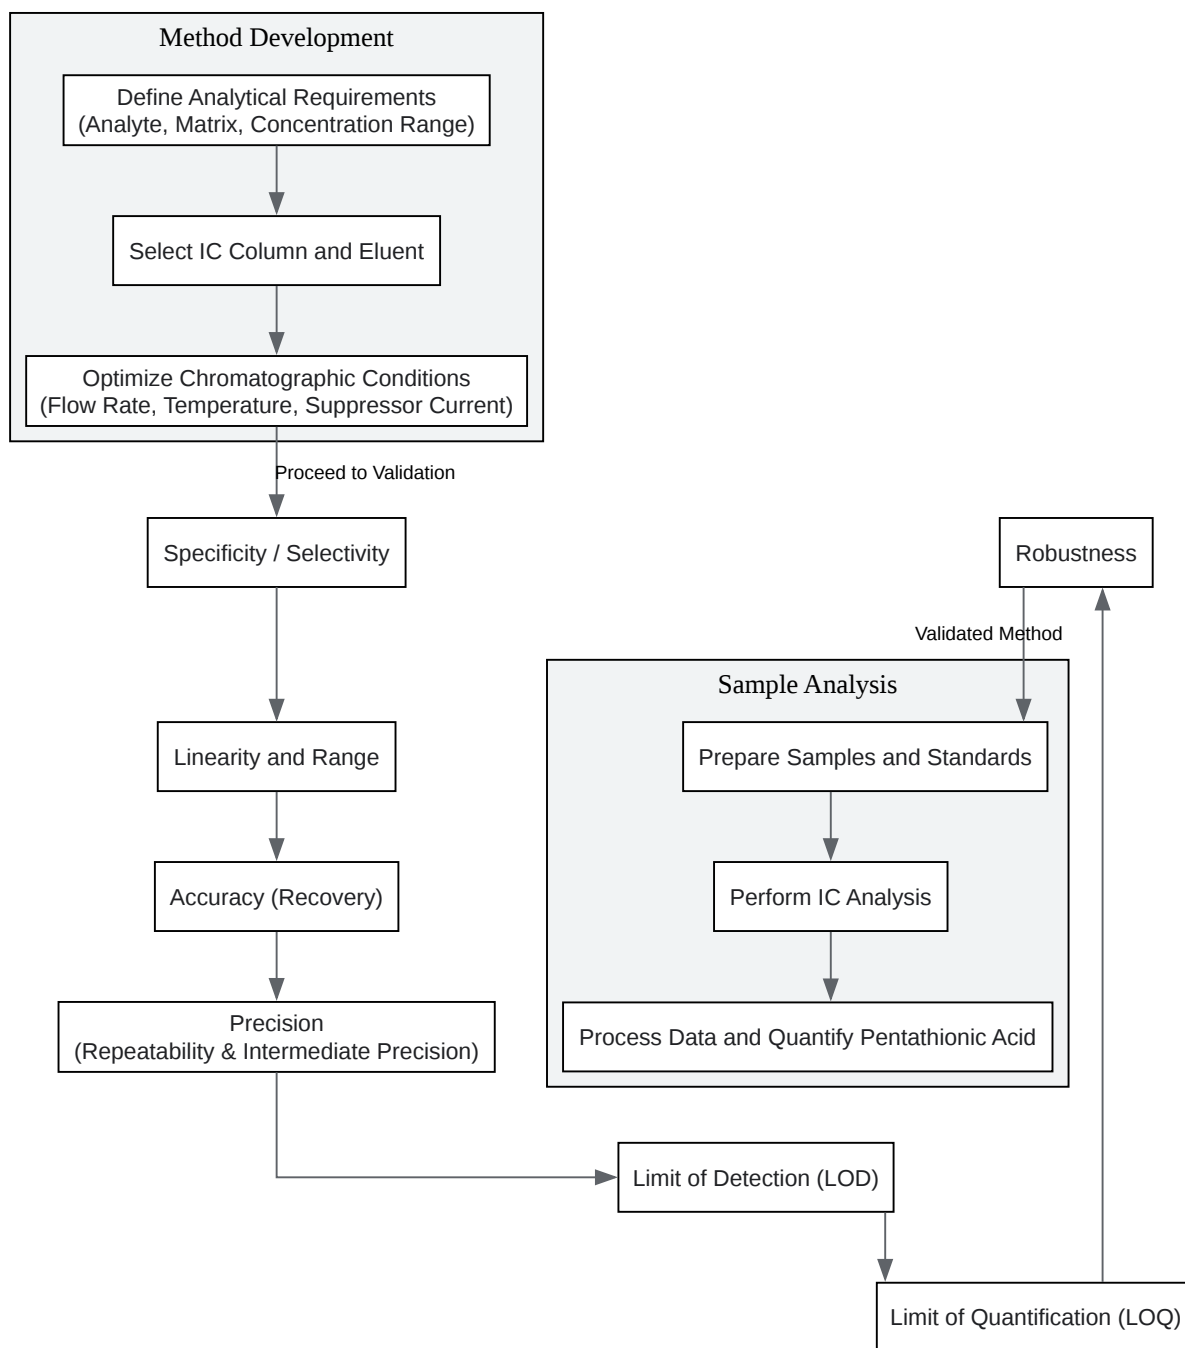 Method Development
Define Analytical Requirements
(Analyte, Matrix, Concentration Range)
Select IC Column and Eluent
Optimize Chromatographic Conditions
(Flow Rate, Temperature, Suppressor Current)
Proceed to Validation
Specificity / Selectivity
Linearity and Range
Accuracy (Recovery)
Precision
(Repeatability & Intermediate Precision)
Limit of Detection (LOD)
Limit of Quantification (LOQ)
Robustness
Validated Method
Sample Analysis
Prepare Samples and Standards
Perform IC Analysis
Process Data and Quantify Pentathionic Acid